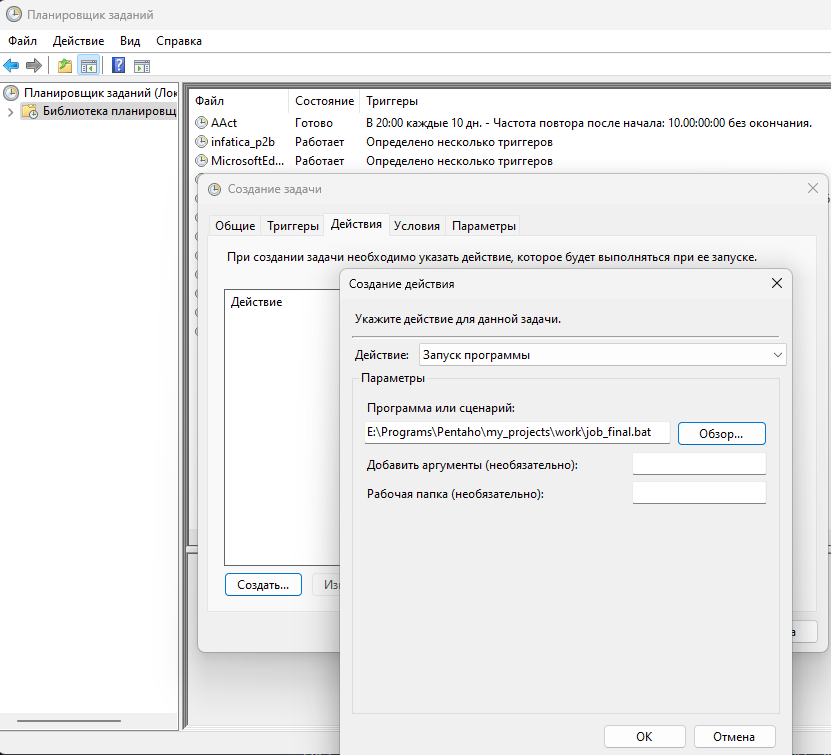 Планировщик заданий
Файл Действие Вид Справка
Планировщик заданий (Лок
Библиотека планировщ
Файл Состояние Триггеры
AAct Готово В 20:00 каждые 10 дн. - Частота повтора после начала: 10.00:00:00 без окончания.
infatica_p2b Работает Определено несколько триггеров
MicrosoftEd... Работает Определено несколько триггеров
Создание задачи
Общие Триггеры Действия Условия Параметры
При создании задачи необходимо указать действие, которое будет выполняться при ее запуске.
Действие
Создание действия
Укажите действие для данной задачи.
Действие: Запуск программы
Параметры
Программа или сценарий:
E:\Programs\Pentaho\my_projects\work\job_final.bat Обзор...
Добавить аргументы (необязательно):
Рабочая папка (необязательно):
Создать...
OK Отмена